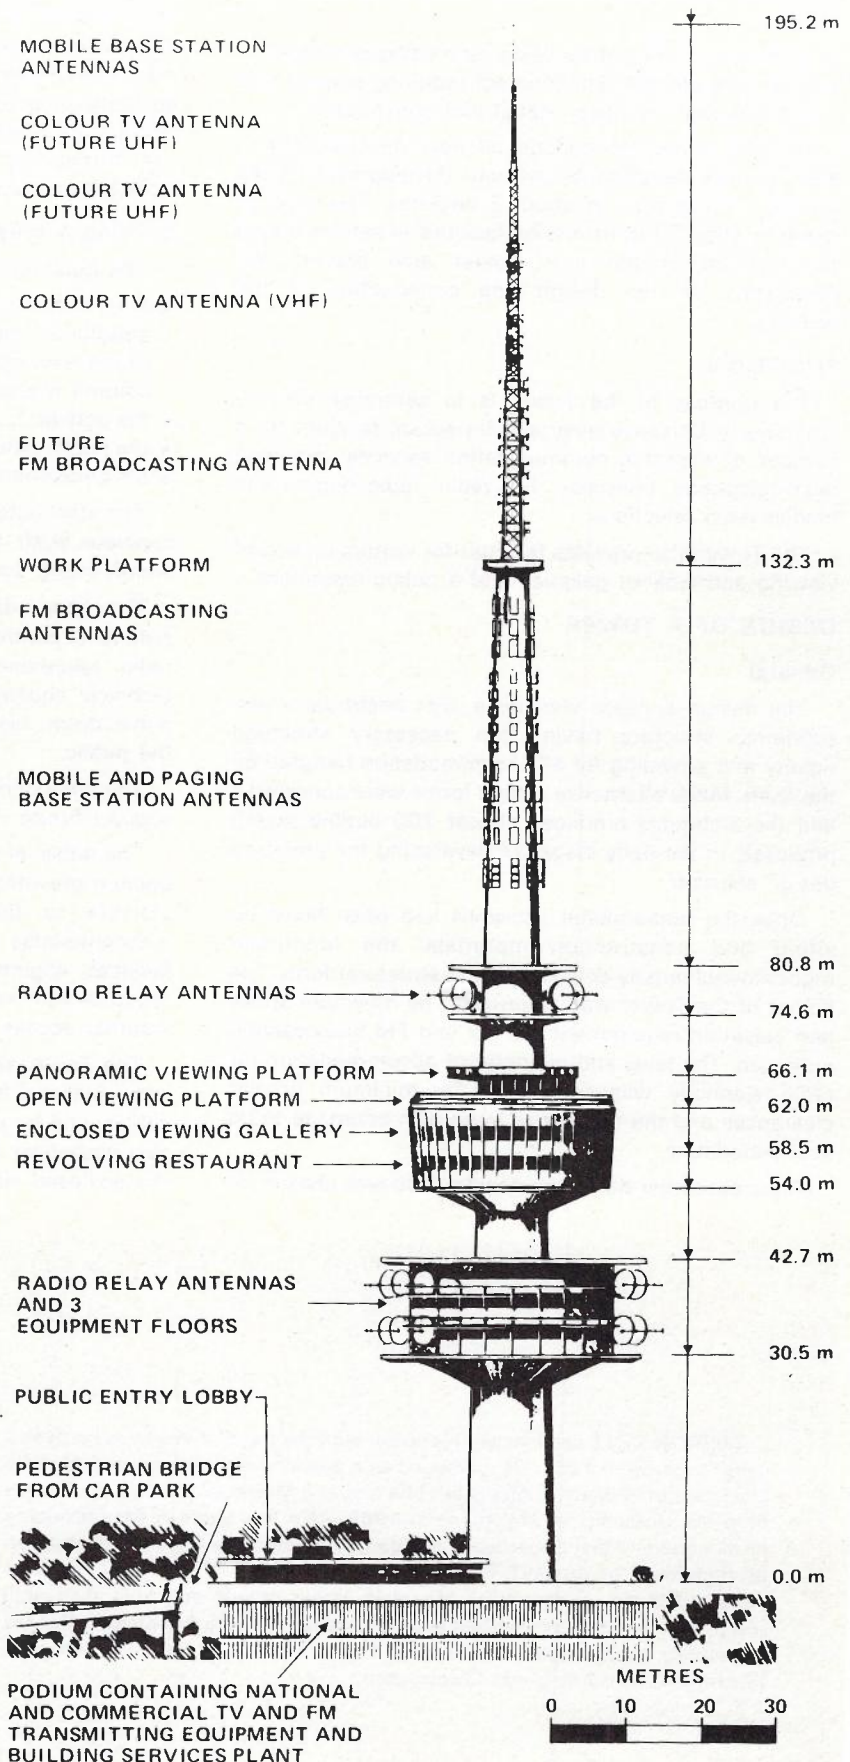 195.2 m
MOBILE BASE STATION
ANTENNAS
COLOUR TV ANTENNA
(FUTURE UHF)
COLOUR TV ANTENNA
(FUTURE UHF)
COLOUR TV ANTENNA (VHF)
FUTURE
FM BROADCASTING ANTENNA
WORK PLATFORM
132.3 m
FM BROADCASTING
ANTENNAS
MOBILE AND PAGING
BASE STATION ANTENNAS
80.8 m
RADIO RELAY ANTENNAS
74.6 m
PANORAMIC VIEWING PLATFORM
66.1 m
OPEN VIEWING PLATFORM
62.0 m
ENCLOSED VIEWING GALLERY
58.5 m
REVOLVING RESTAURANT
54.0 m
42.7 m
RADIO RELAY ANTENNAS
AND 3
EQUIPMENT FLOORS
30.5 m
PUBLIC ENTRY LOBBY
PEDESTRIAN BRIDGE
FROM CAR PARK
0.0 m
PODIUM CONTAINING NATIONAL
AND COMMERCIAL TV AND FM
TRANSMITTING EQUIPMENT AND
BUILDING SERVICES PLANT
METRES
0 10 20 30